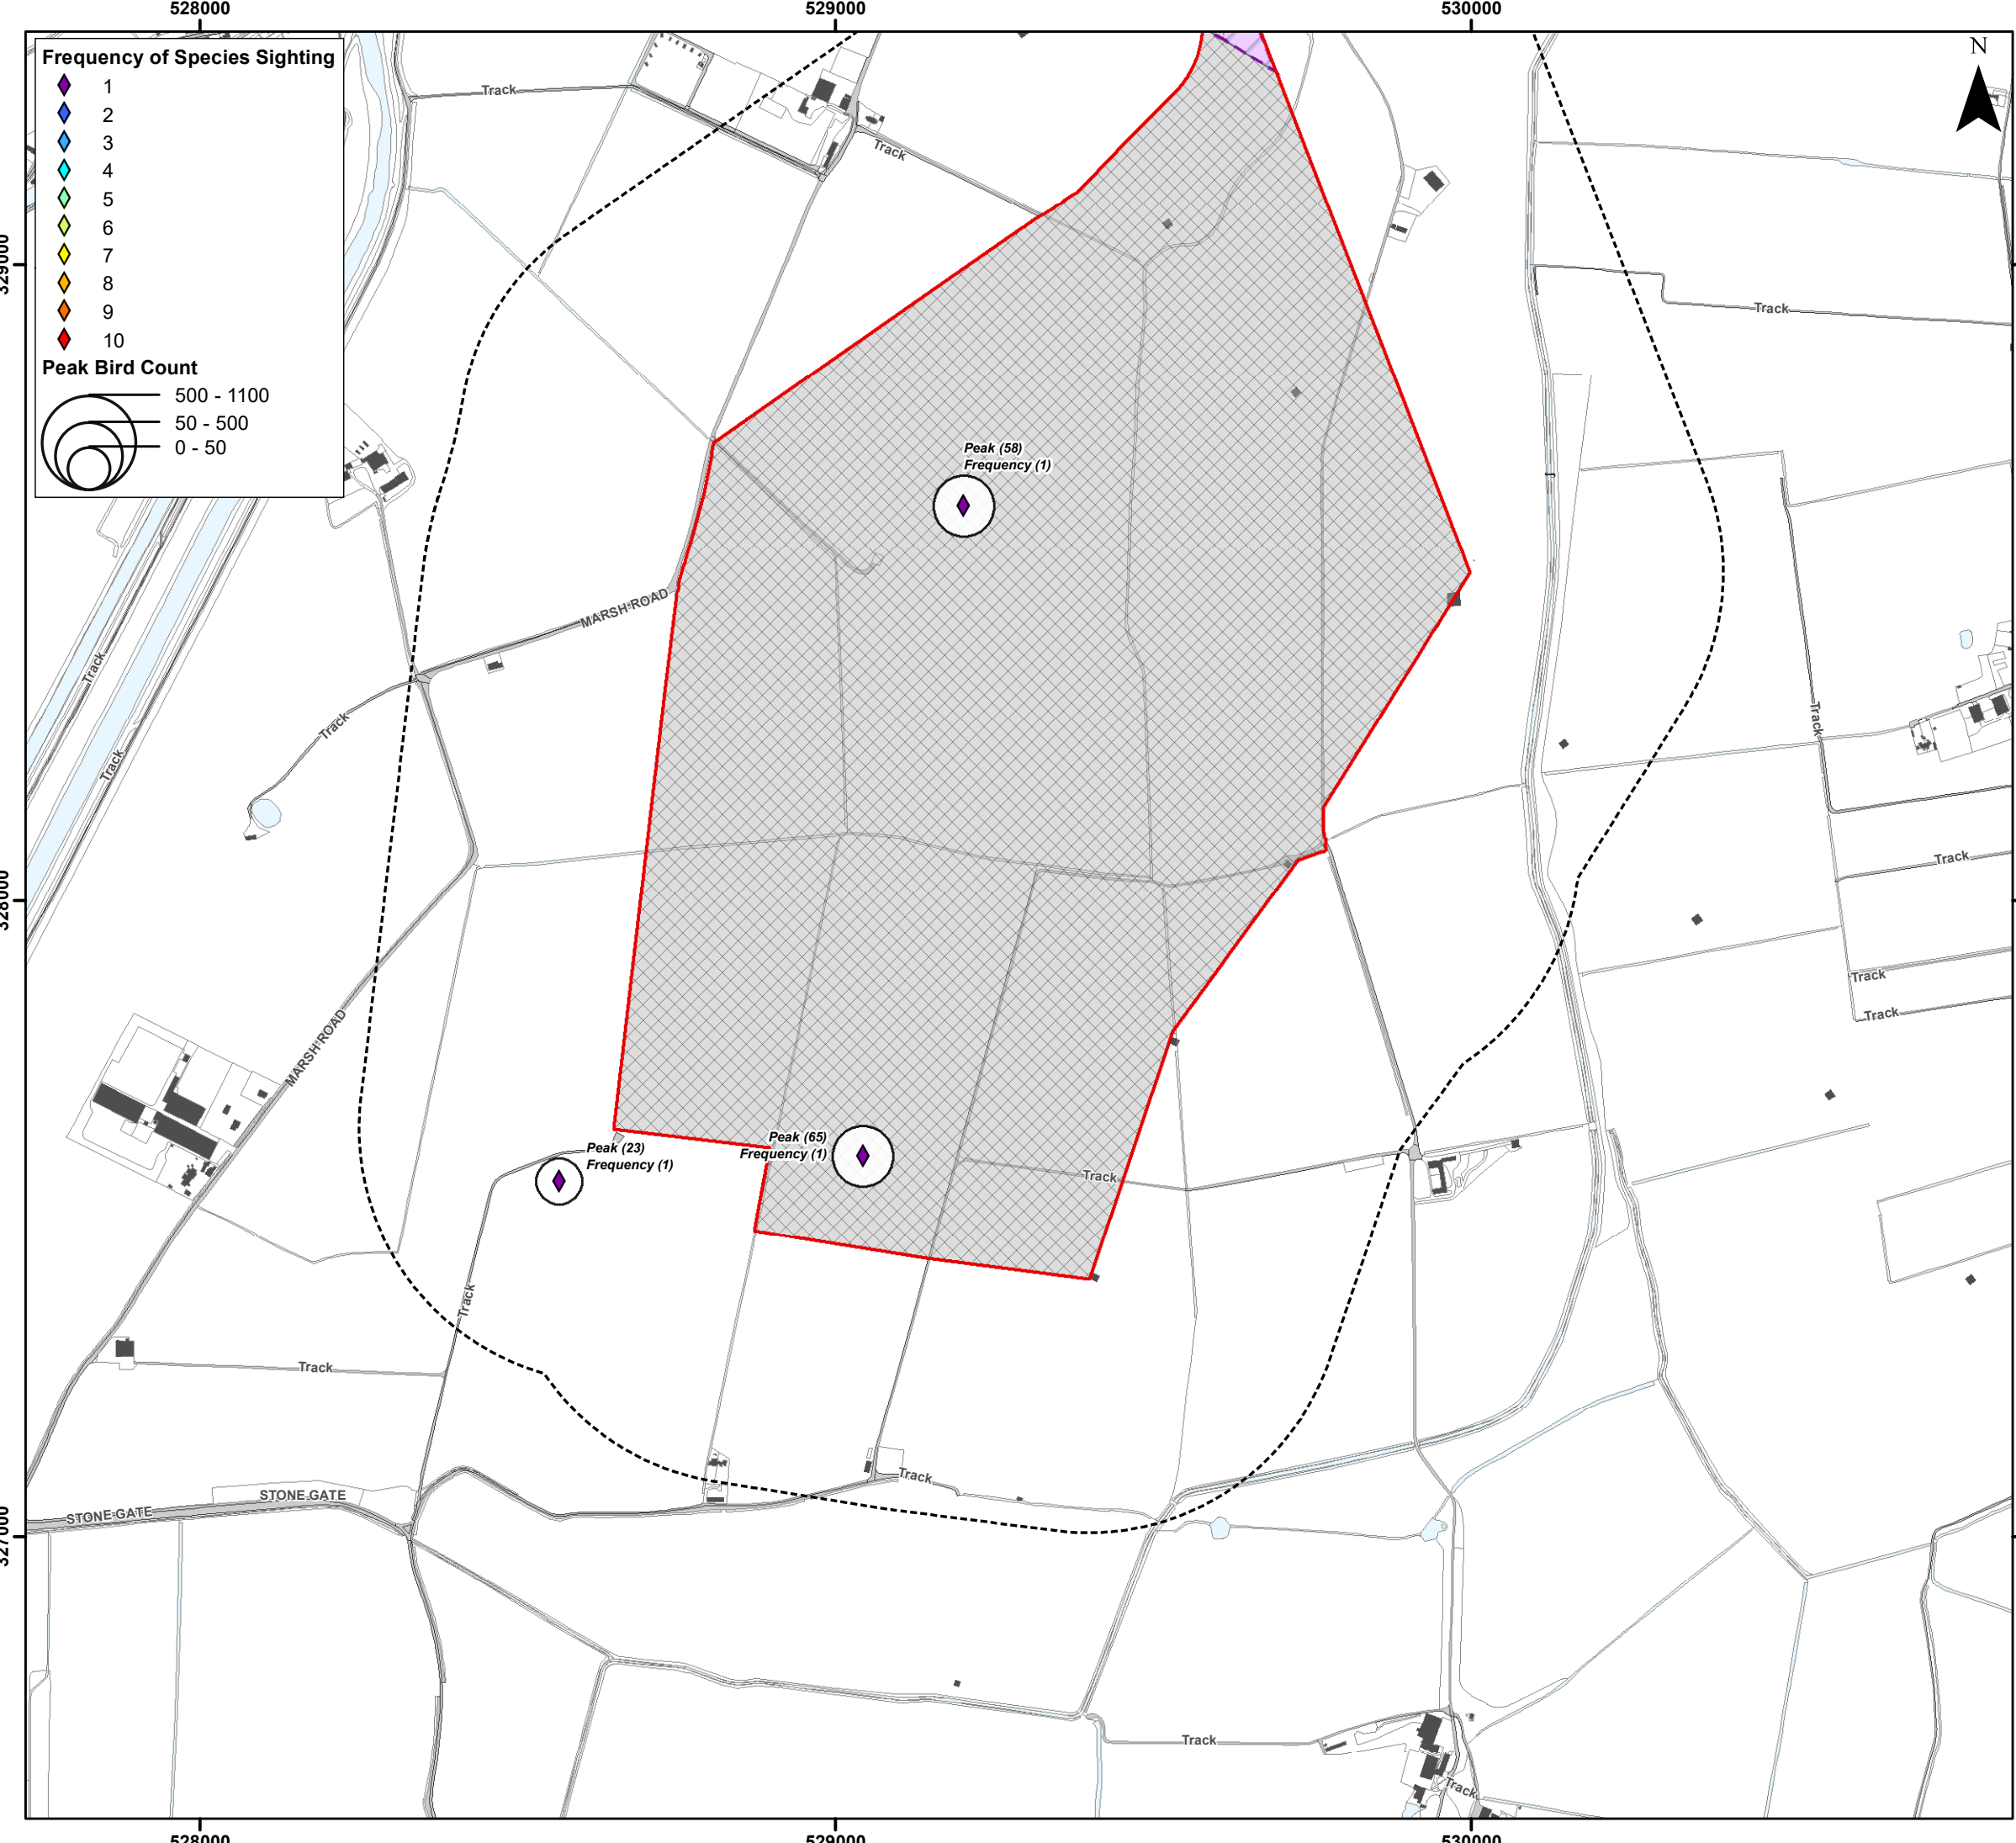 528000
529000
530000
N
Frequency of Species Sighting
1
2
3
4
5
6
7
8
9
10
Peak Bird Count
500 - 1100
50 - 500
0 - 50
Track
Track
329000
Track
Peak (58)
Frequency (1)
MARSH ROAD
Track
Track
Track
Track
328000
Track
Track
Track
MARSH ROAD
Peak (65)
Frequency (1)
Peak (23)
Frequency (1)
Track
Track
Track
Track
STONE GATE
STONE GATE
327000
Track
Track
528000
529000
530000